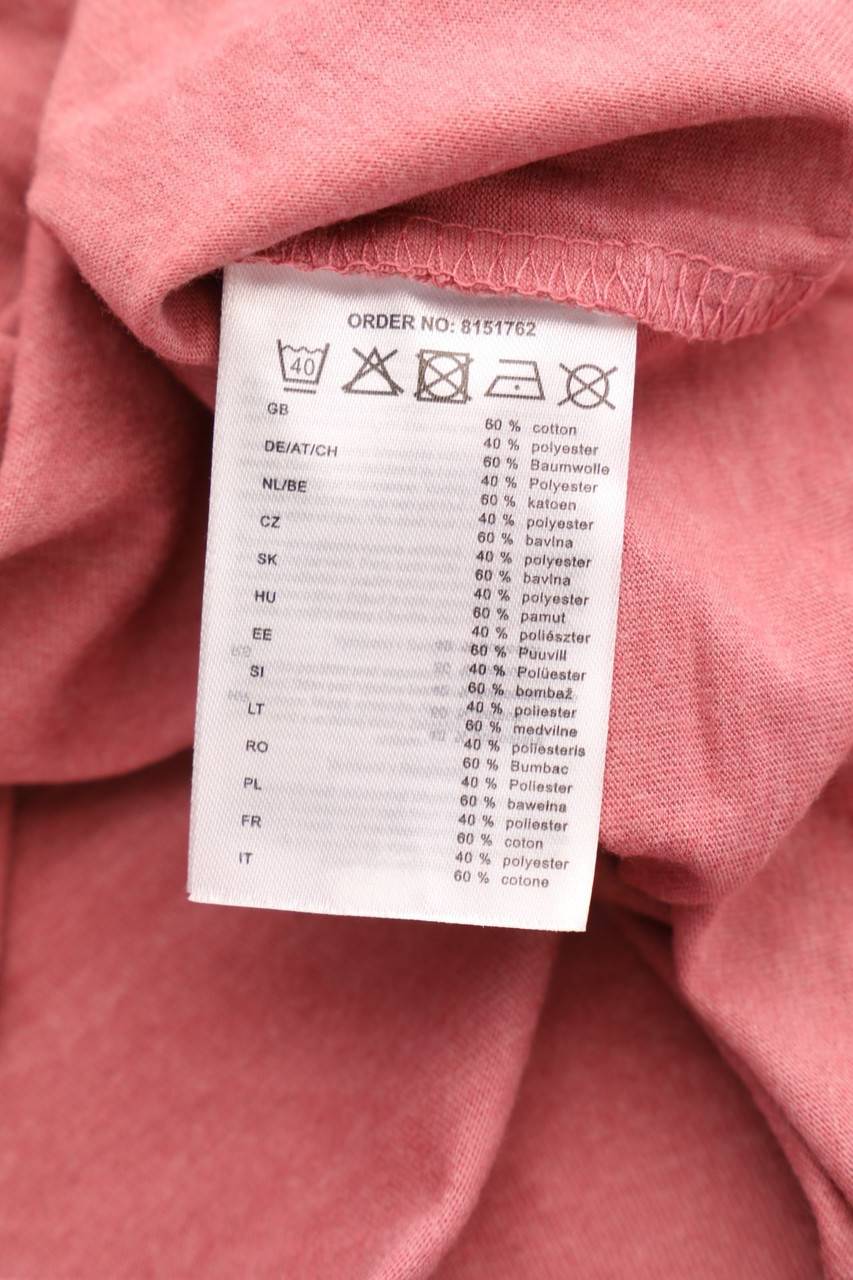 ORDER NO: 8151762
40
GB
60 % cotton
40 % polyester
DE/AT/CH
60 % Baumwolle
40 % Polyester
NL/BE
60 % katoen
40 % polyester
CZ
60 % bavlna
40 % polyester
SK
60 % bavlna
40 % polyester
HU
60 % pamut
40 % poliészter
EE
60 % Puuvill
40 % Polüester
SI
60 % bombaž
40 % poliester
LT
60 % medvilne
40 % poliesteris
RO
60 % Bumbac
40 % Poliester
PL
60 % bawełna
40 % poliester
FR
60 % coton
40 % polyester
IT
60 % cotone